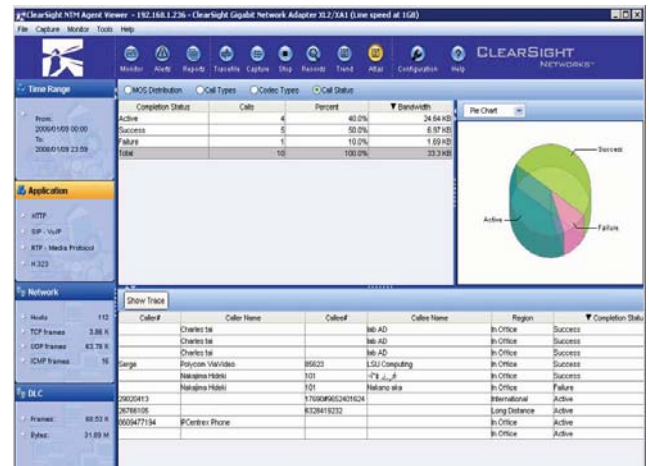 ClearSight NTM Agent Viewer - 192.168.1.236 - ClearSight Gigabit Network Adapter XL2/XA1 (Line speed at 1GB)
File Capture Monitor Tools Help
Monitor Alerts Reports Tracefile Capture Stop Records Trend Atlas Configuration Help
CLEARSIGHT
NETWORKS
Time Range
From:
2006/01/09 00:00
To:
2006/01/09 23:59
MOS Distribution Call Types Codec Types Call Status
Completion Status Calls Percent Bandwidth
Active 4 40.0% 24.64 KB
Success 5 50.0% 6.97 KB
Failure 1 10.0% 1.69 KB
Total 10 100.0% 33.3 KB
Pie Chart
Success
Active
Failure
Application
HTTP
SIP - VoIP
RTP - Media Protocol
H.323
Network
Hosts 112
TCP frames 3.86 K
UDP frames 63.78 K
ICMP frames 16
DLC
Frames: 68.53 K
Bytes: 31.89 M
Show Trace
Caller# Caller Name Callee# Callee Name Region Completion Statu
Charles tai lab AD In Office Success
Charles tai lab AD In Office Success
Charles tai lab AD In Office Success
Serge Polycom ViaVideo 85623 LSU Computing In Office Success
Nakajima Hideki 101 In Office Success
Nakajima Hideki 101 Nakano aka In Office Failure
29020413 17690#9652401624 International Active
26766105 6328419232 Long Distance Active
0609477194 IPCentrex Phone In Office Active